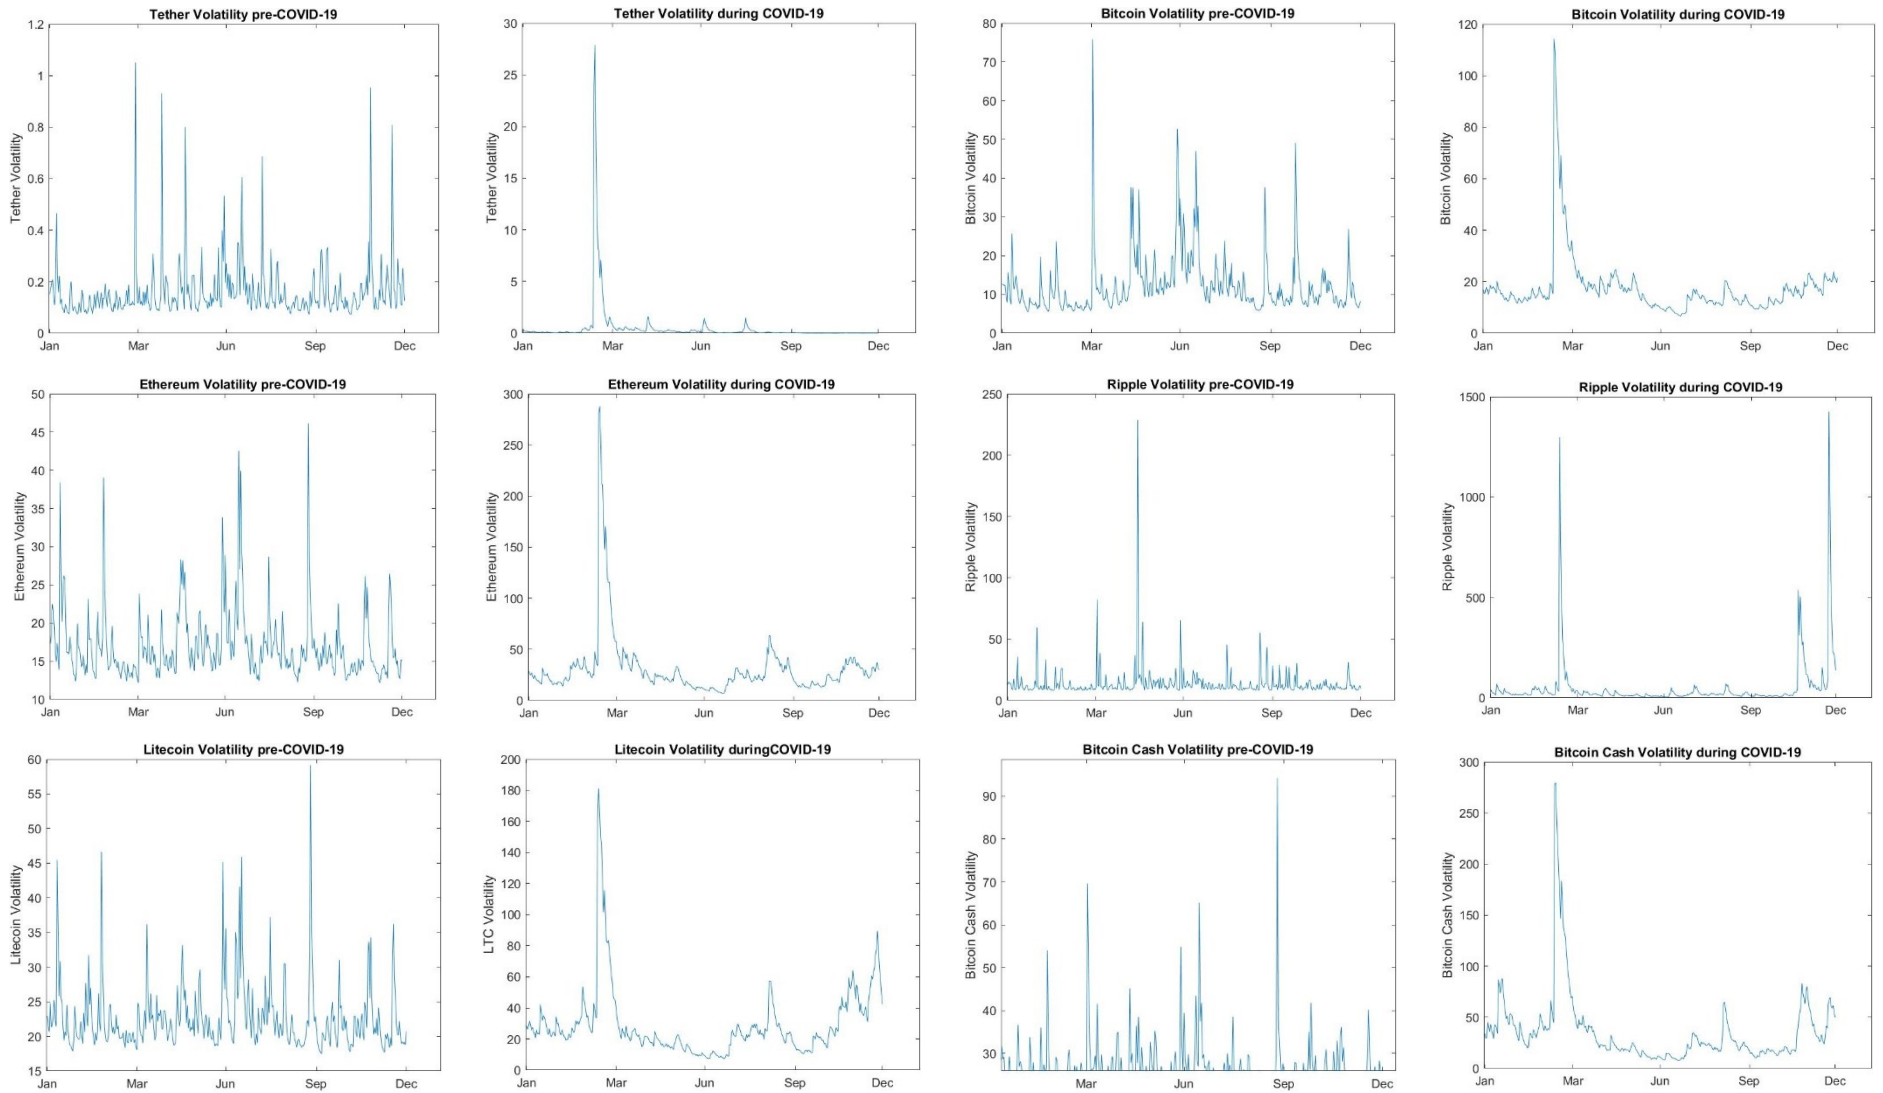 Tether Volatility pre-COVID-19
1.2
1
0.8
0.6
0.4
0.2
0
Tether Volatility
Jan Mar Jun Sep Dec
Tether Volatility during COVID-19
30
25
20
15
10
5
0
Tether Volatility
Jan Mar Jun Sep Dec
Bitcoin Volatility pre-COVID-19
80
70
60
50
40
30
20
10
0
Bitcoin Volatility
Jan Mar Jun Sep Dec
Bitcoin Volatility during COVID-19
120
100
80
60
40
20
0
Bitcoin Volatility
Jan Mar Jun Sep Dec
Ethereum Volatility pre-COVID-19
50
45
40
35
30
25
20
15
10
Ethereum Volatility
Jan Mar Jun Sep Dec
Ethereum Volatility during COVID-19
300
250
200
150
100
50
0
Ethereum Volatility
Jan Mar Jun Sep Dec
Ripple Volatility pre-COVID-19
250
200
150
100
50
0
Ripple Volatility
Jan Mar Jun Sep Dec
Ripple Volatility during COVID-19
1500
1000
500
0
Ripple Volatility
Jan Mar Jun Sep Dec
Litecoin Volatility pre-COVID-19
60
55
50
45
40
35
30
25
20
15
Litecoin Volatility
Jan Mar Jun Sep Dec
Litecoin Volatility duringCOVID-19
200
180
160
140
120
100
80
60
40
20
0
LTC Volatility
Jan Mar Jun Sep Dec
Bitcoin Cash Volatility pre-COVID-19
90
80
70
60
50
40
30
Bitcoin Cash Volatility
Mar Jun Sep Dec
Bitcoin Cash Volatility during COVID-19
300
250
200
150
100
50
0
Bitcoin Cash Volatility
Jan Mar Jun Sep Dec